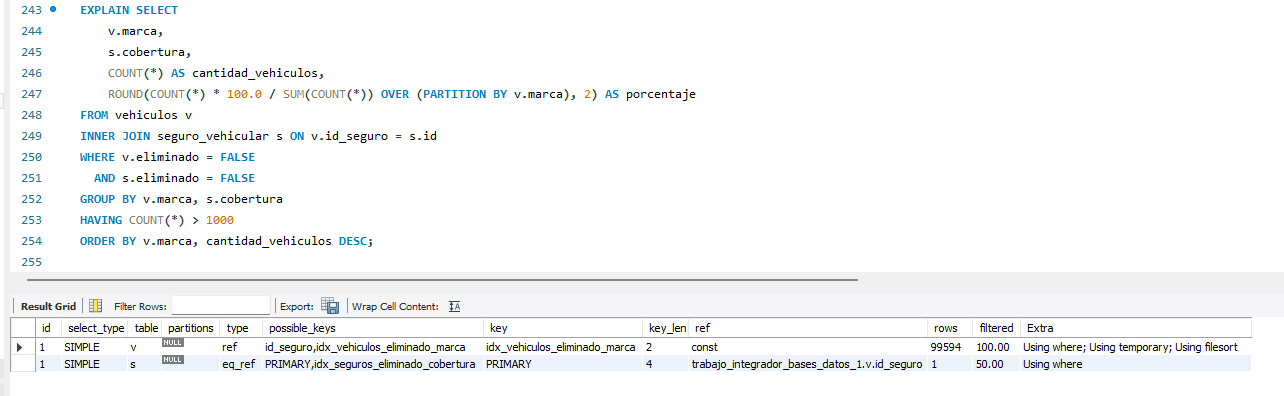 243 EXPLAIN SELECT
244 v.marca,
245 s.cobertura,
246 COUNT(*) AS cantidad_vehiculos,
247 ROUND(COUNT(*) * 100.0 / SUM(COUNT(*)) OVER (PARTITION BY v.marca), 2) AS porcentaje
248 FROM vehiculos v
249 INNER JOIN seguro_vehicular s ON v.id_seguro = s.id
250 WHERE v.eliminado = FALSE
251 AND s.eliminado = FALSE
252 GROUP BY v.marca, s.cobertura
253 HAVING COUNT(*) > 1000
254 ORDER BY v.marca, cantidad_vehiculos DESC;
255
Result Grid Filter Rows: Export: Wrap Cell Content:
id select_type table partitions type possible_keys key key_len ref rows filtered Extra
1 SIMPLE v NULL ref id_seguro,idx_vehiculos_eliminado_marca idx_vehiculos_eliminado_marca 2 const 99594 100.00 Using where; Using temporary; Using filesort
1 SIMPLE s NULL eq_ref PRIMARY,idx_seguros_eliminado_cobertura PRIMARY 4 trabajo_integrador_bases_datos_1.v.id_seguro 1 50.00 Using where